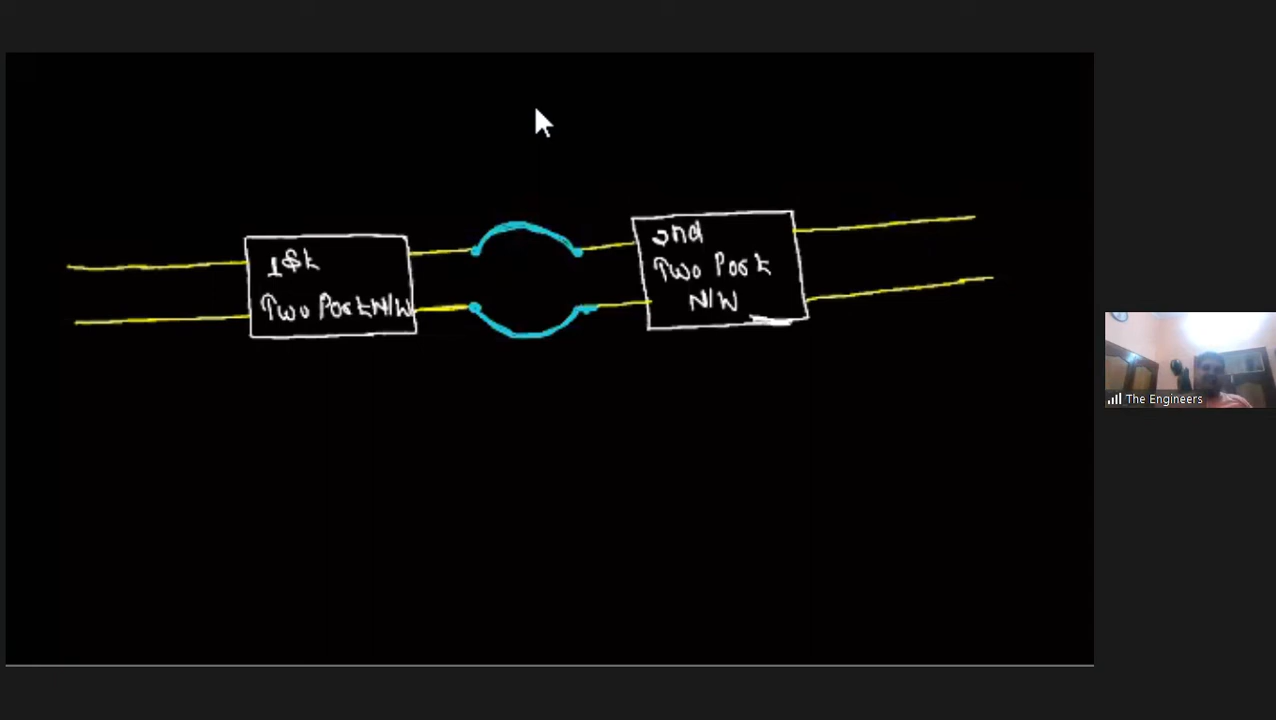 1st
Two Port N/W
2nd
Two Port
N/W
The Engineers